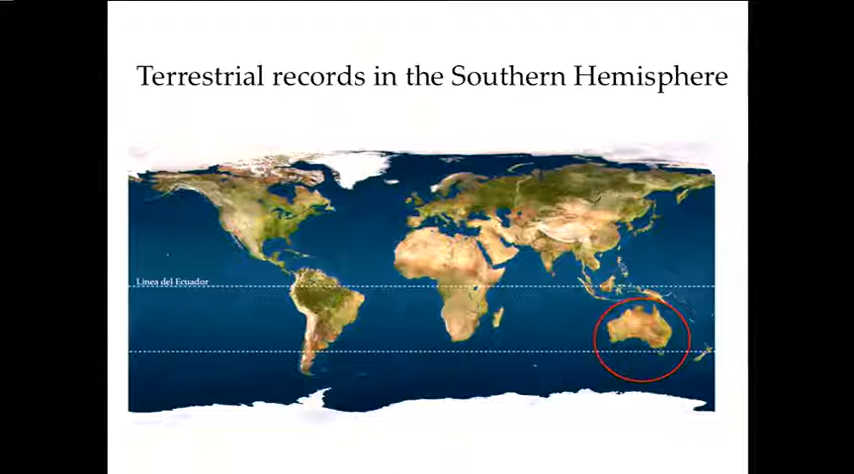 Terrestrial records in the Southern Hemisphere
Linea del Ecuador